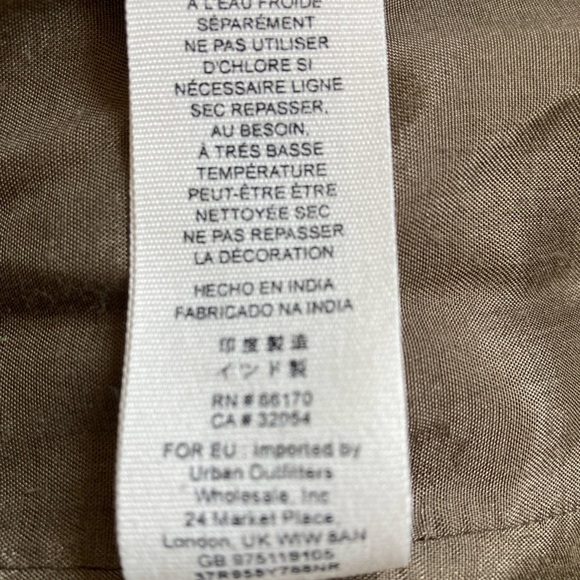 À L'EAU FROIDE
SÉPARÉMENT
NE PAS UTILISER
D'CHLORE SI
NÉCESSAIRE LIGNE
SEC REPASSER,
AU BESOIN,
À TRÉS BASSE
TEMPÉRATURE
PEUT-ÊTRE ÊTRE
NETTOYÉE SEC
NE PAS REPASSER
LA DÉCORATION
HECHO EN INDIA
FABRICADO NA INDIA
印度製造
インド製
RN # 66170
CA # 32054
FOR EU : Imported by
Urban Outfitters
Wholesale, Inc
24 Market Place,
London, UK W1W 8AN
GB 975119105